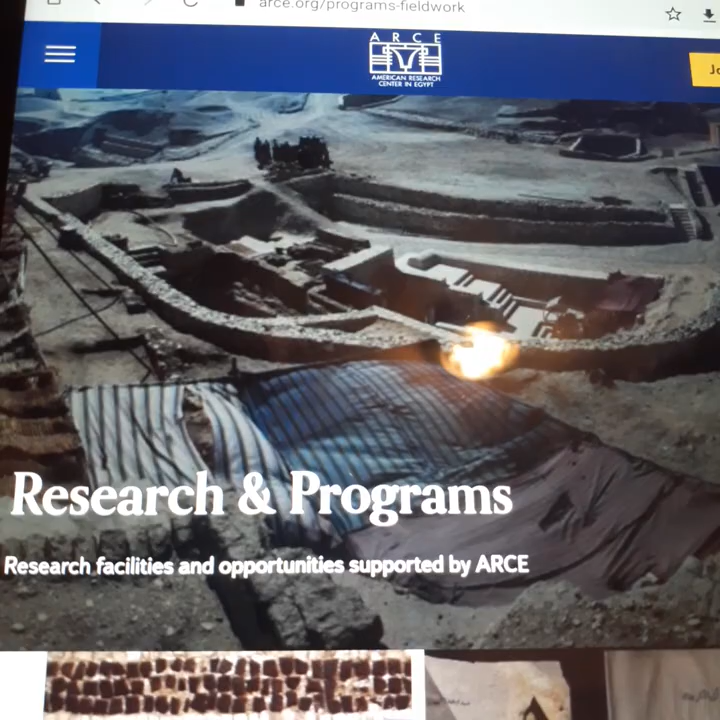 arce.org/programs-fieldwork
ARCE
AMERICAN RESEARCH
CENTER IN EGYPT
Jo
Research & Programs
Research facilities and opportunities supported by ARCE